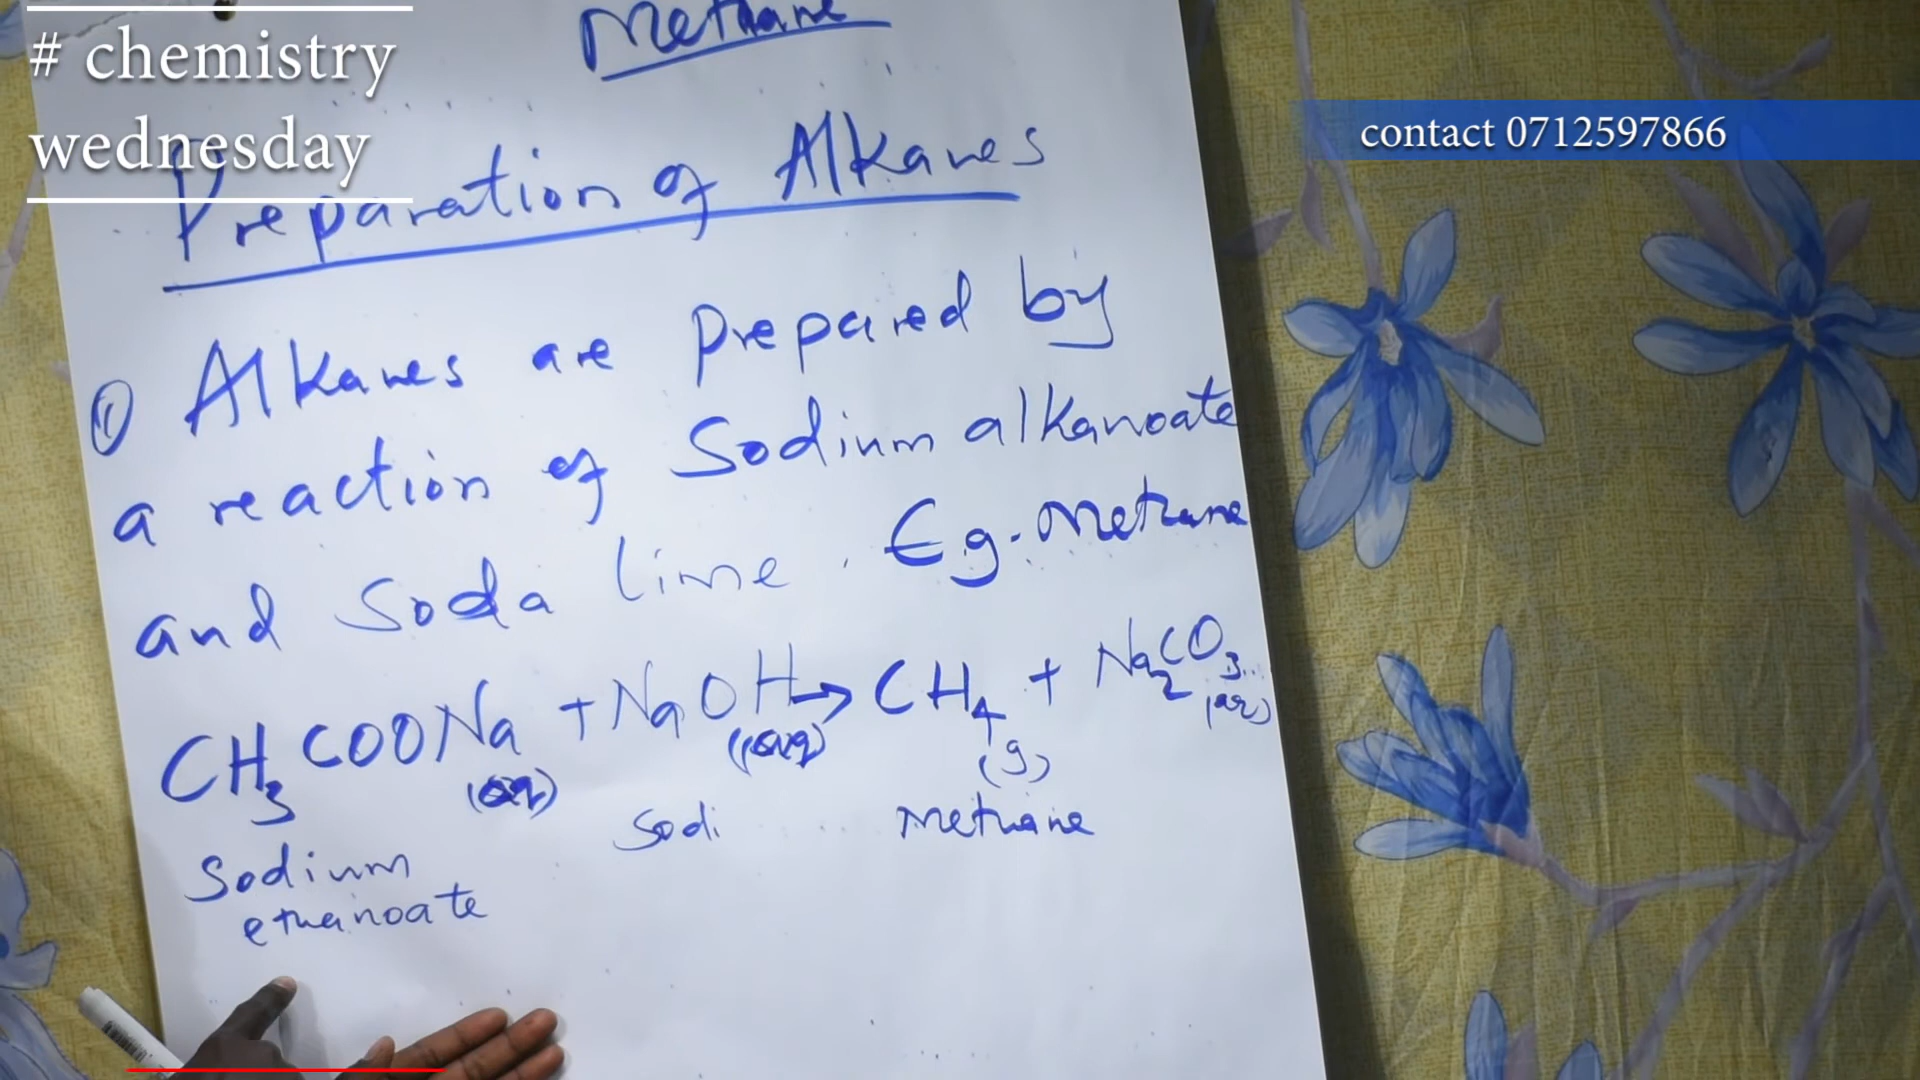 # chemistry
wednesday
contact 0712597866
Methane
Preparation of Alkanes
① Alkanes are prepared by
a reaction of Sodium alkanoate
and Soda lime. Eg. Methane
CH₃COONa + NaOH → CH₄ + Na₂CO₃
(aq) (aq) (g) (aq)
Sodium Sodi Methane
ethanoate